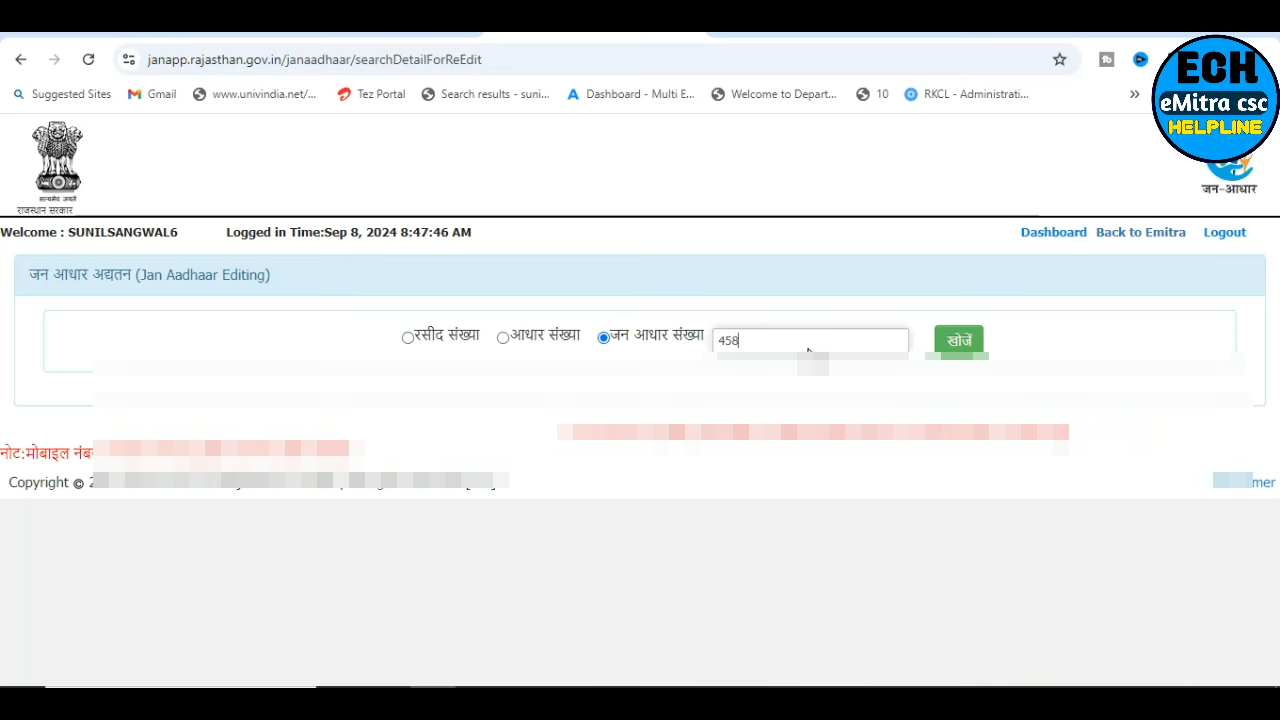 ECH
eMitra csc
HELPLINE
janapp.rajasthan.gov.in/janaadhaar/searchDetailForReEdit
Suggested Sites Gmail www.univindia.net/... Tez Portal Search results - suni... Dashboard - Multi E... Welcome to Depart... 10 RKCL - Administrati... »
सत्यमेव जयते
राजस्थान सरकार
जन-आधार
Welcome : SUNILSANGWAL6 Logged in Time:Sep 8, 2024 8:47:46 AM Dashboard Back to Emitra Logout
जन आधार अद्यतन (Jan Aadhaar Editing)
रसीद संख्या आधार संख्या जन आधार संख्या 458 खोजें
नोट:मोबाइल
Copyright ©